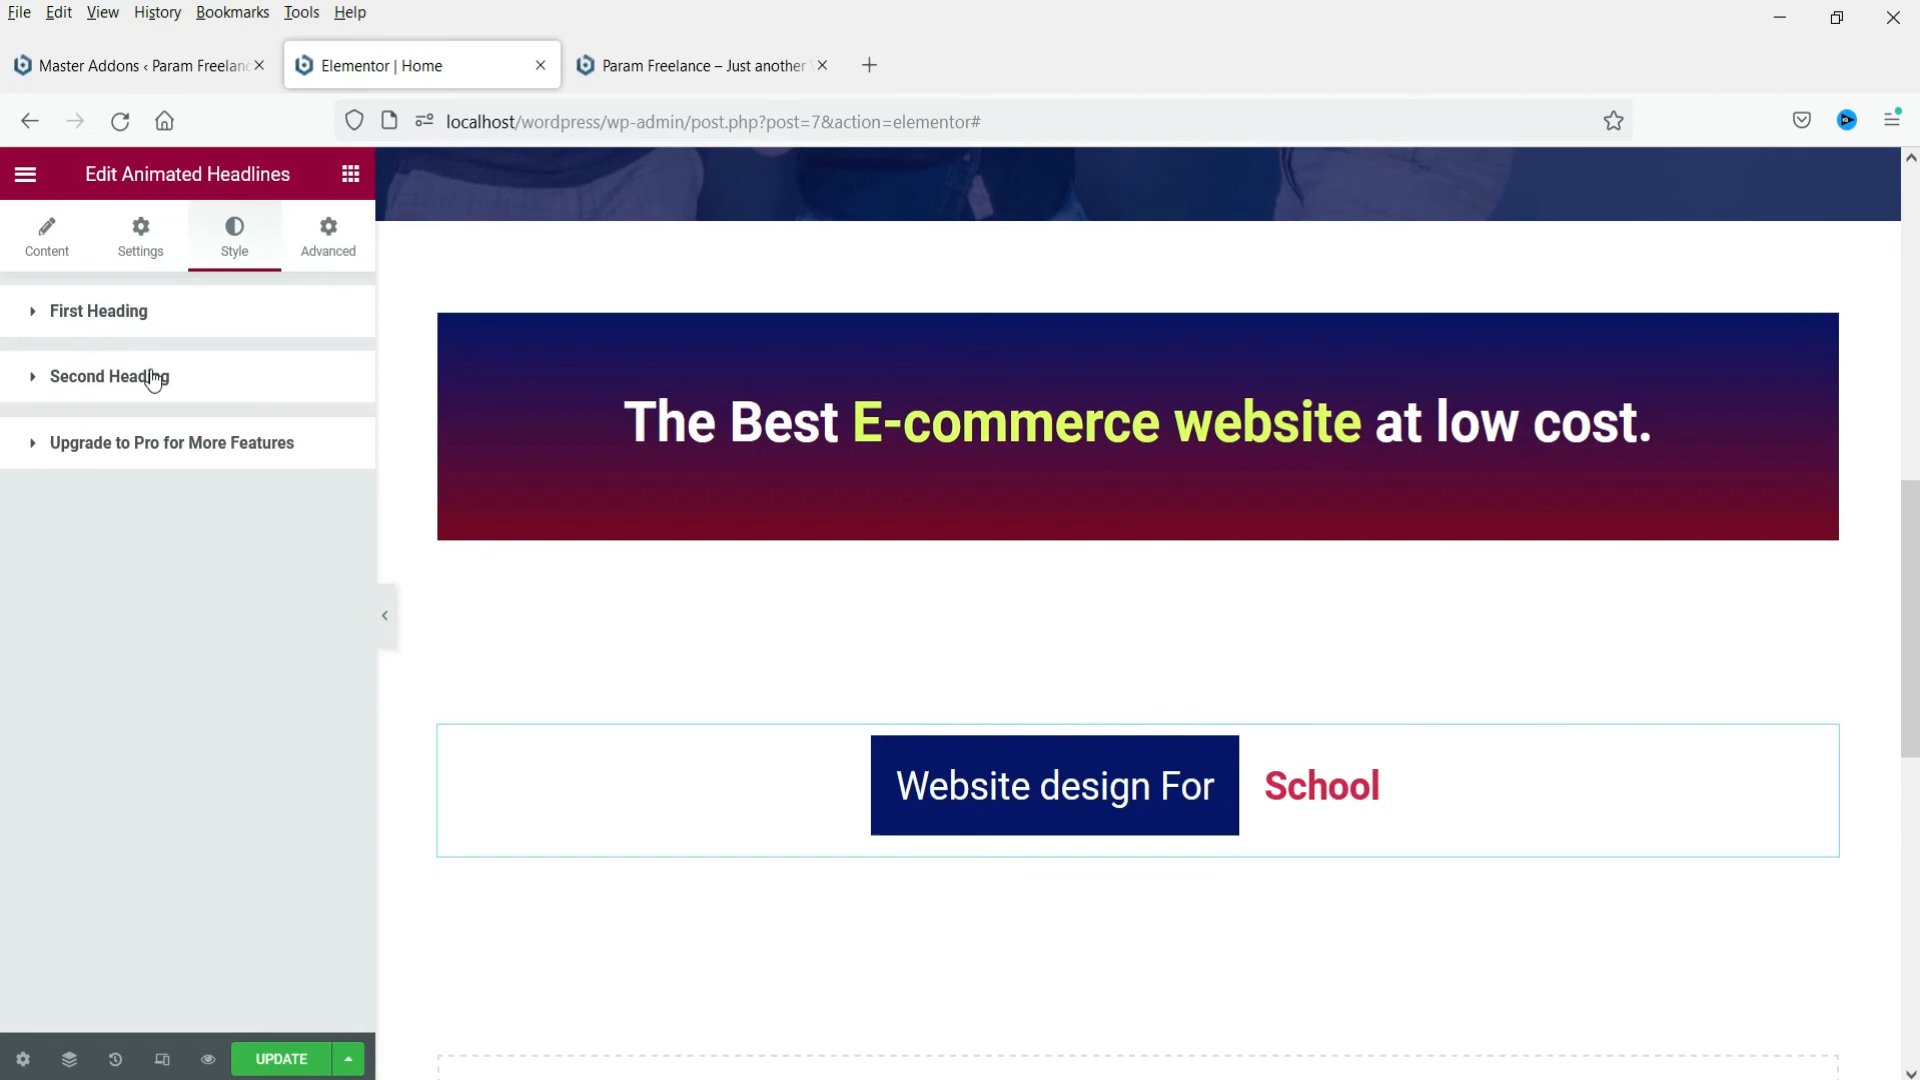 File Edit View History Bookmarks Tools Help
Master Addons ‹ Param Freelanc
Elementor | Home
Param Freelance – Just another
localhost/wordpress/wp-admin/post.php?post=7&action=elementor#
Edit Animated Headlines
Content Settings Style Advanced
First Heading
Second Heading
Upgrade to Pro for More Features
The Best E-commerce website at low cost.
Website design For School
UPDATE